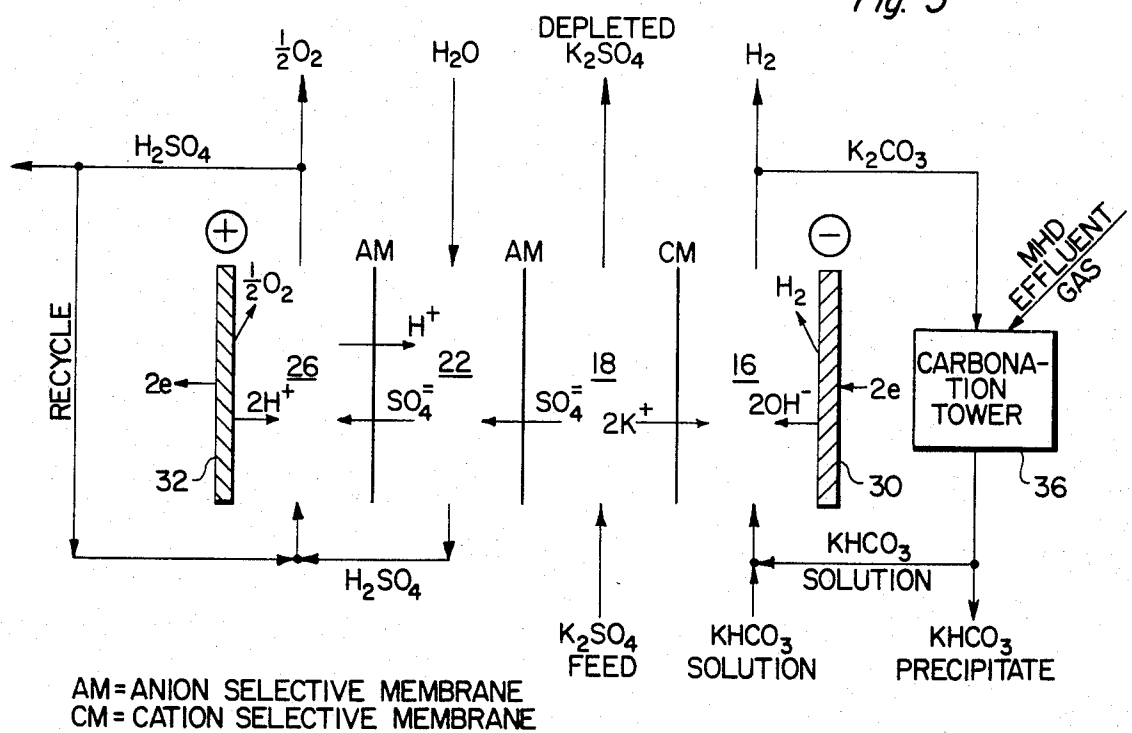 Fig. 3
½O2
H2O
DEPLETED
K2SO4
H2
H2SO4
K2CO3
MHD
EFFLUENT
GAS
+
AM
AM
CM
−
½O2
H+
H2
RECYCLE
26
22
18
16
CARBONA-
TION
TOWER
2e
2H+
SO4=
SO4=
2K+
2OH-
2e
32
30
36
H2SO4
KHCO3
SOLUTION
K2SO4
FEED
KHCO3
SOLUTION
KHCO3
PRECIPITATE
AM=ANION SELECTIVE MEMBRANE
CM=CATION SELECTIVE MEMBRANE